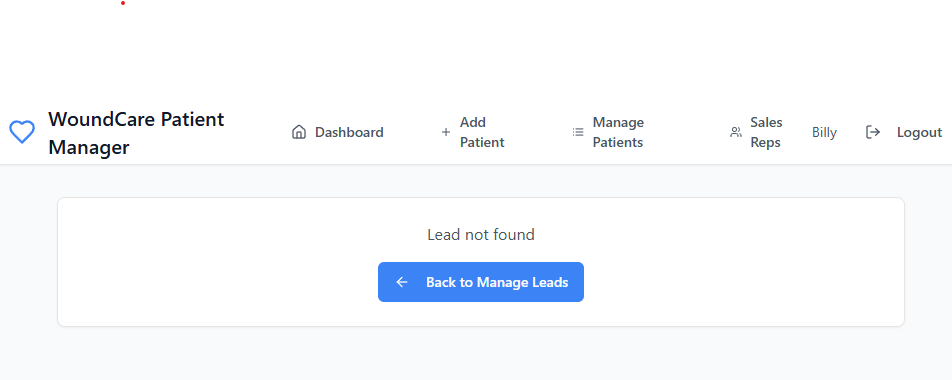 WoundCare Patient
Manager
Dashboard
Add
Patient
Manage
Patients
Sales
Reps
Billy
Logout
Lead not found
Back to Manage Leads